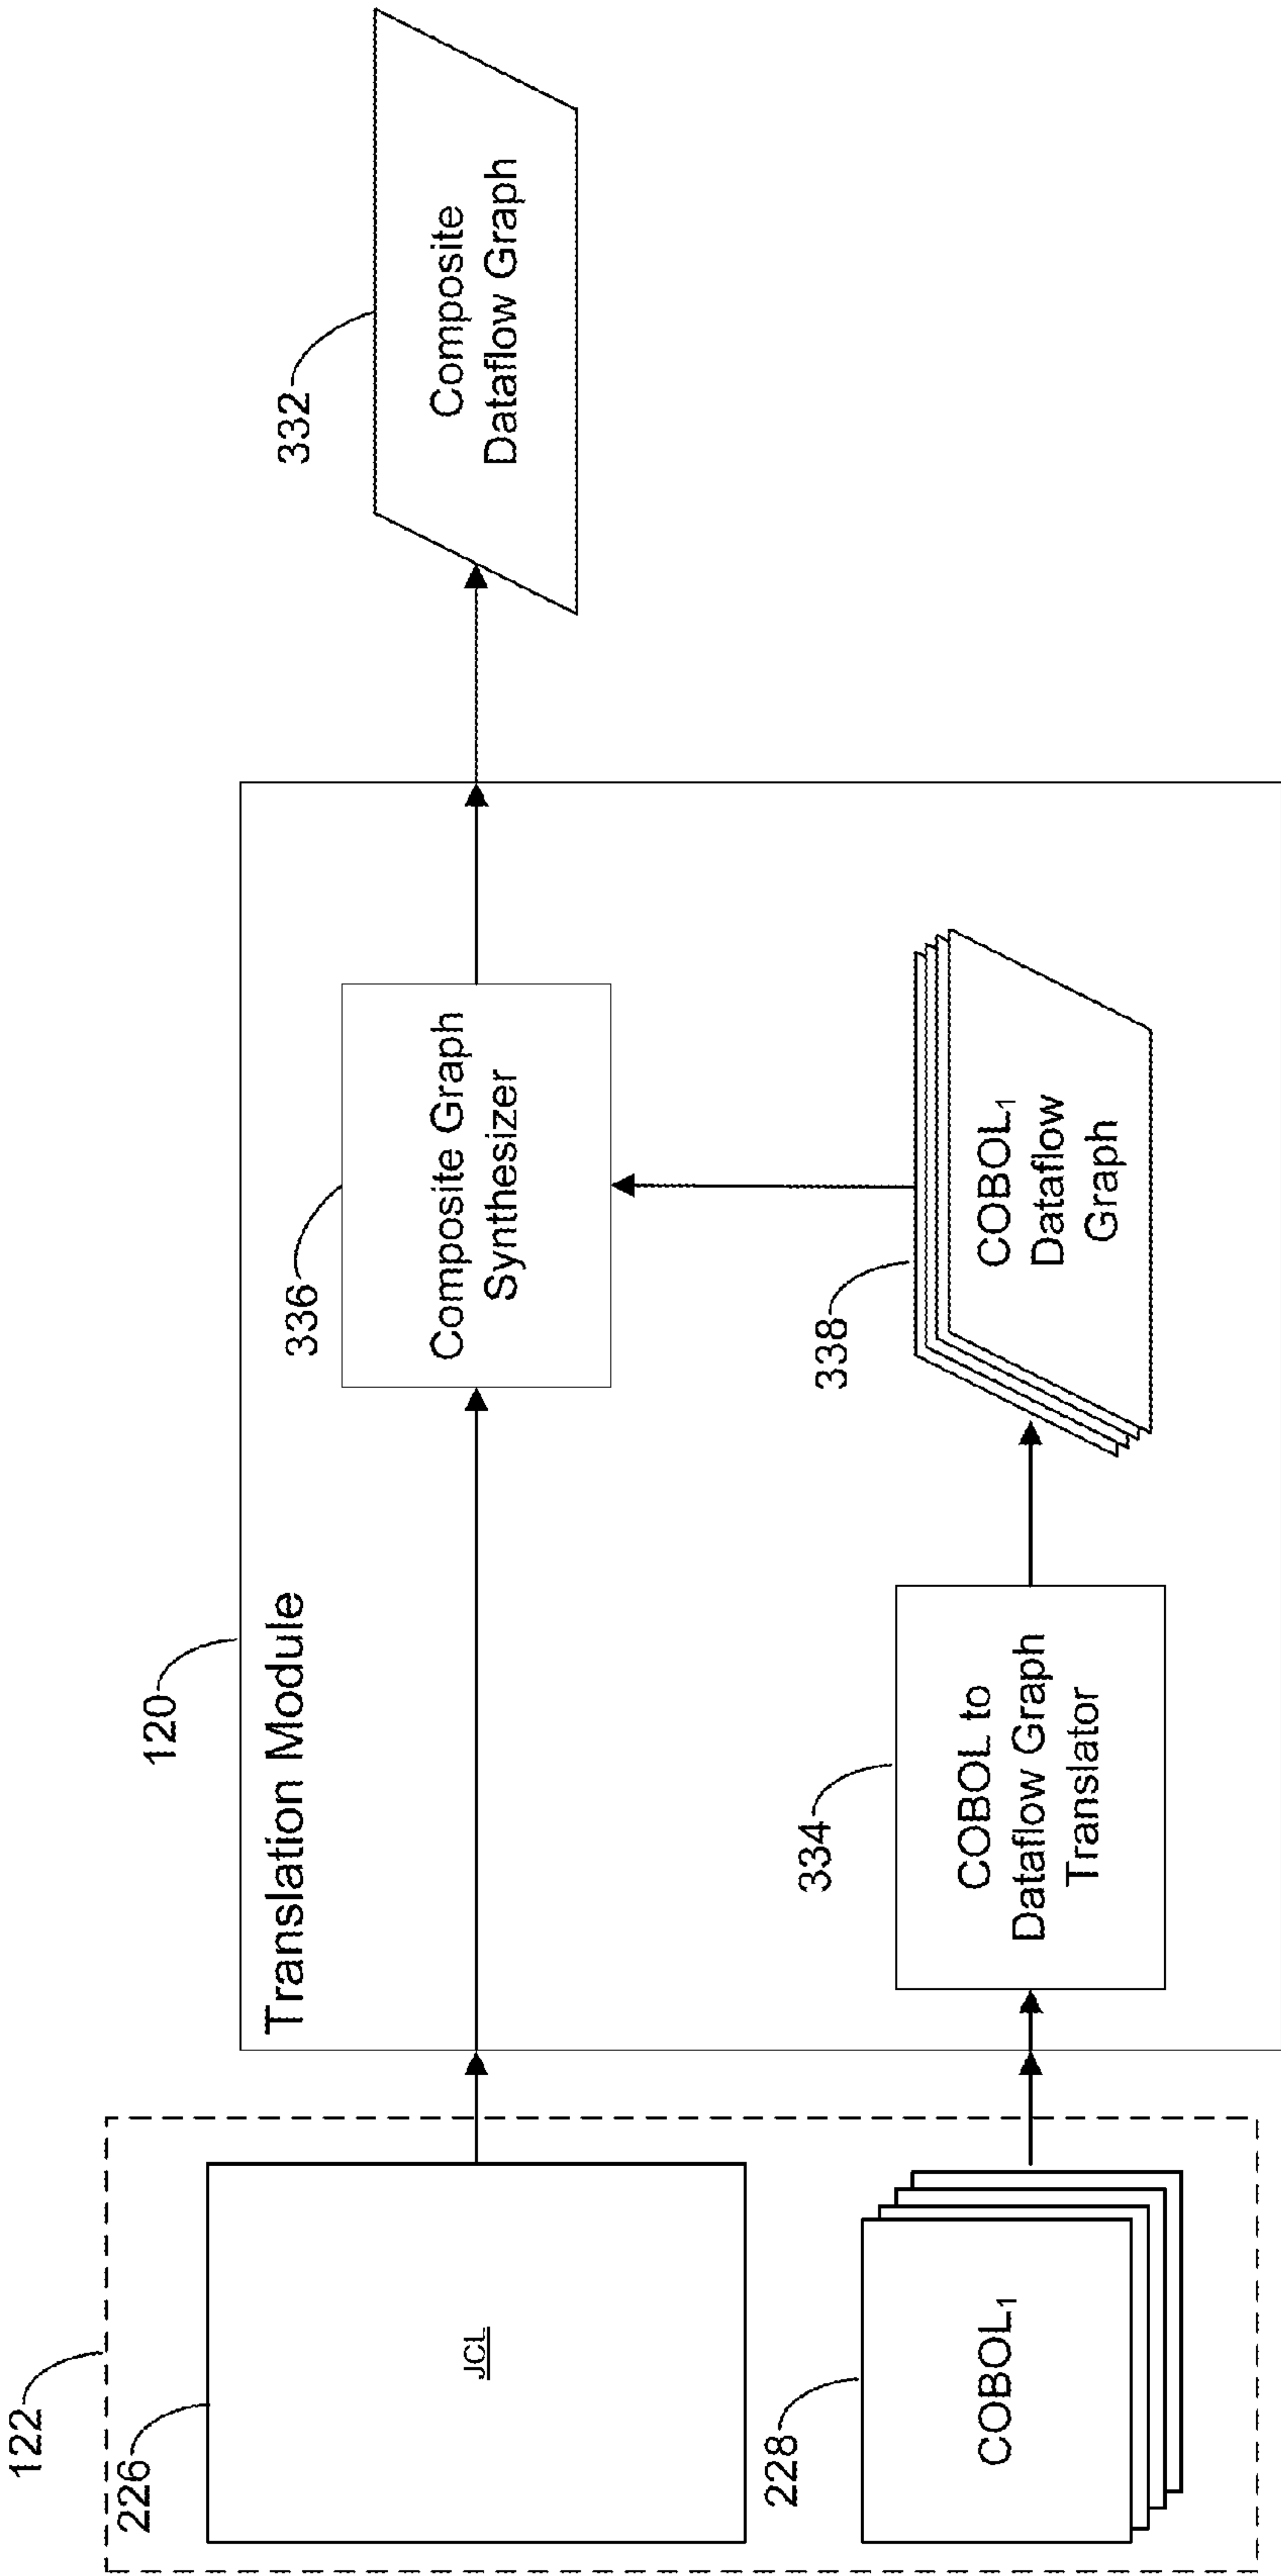 122
226
JCL
228
COBOL₁
120
Translation Module
334
COBOL to
Dataflow Graph
Translator
336
Composite Graph
Synthesizer
338
COBOL₁
Dataflow
Graph
332
Composite
Dataflow Graph